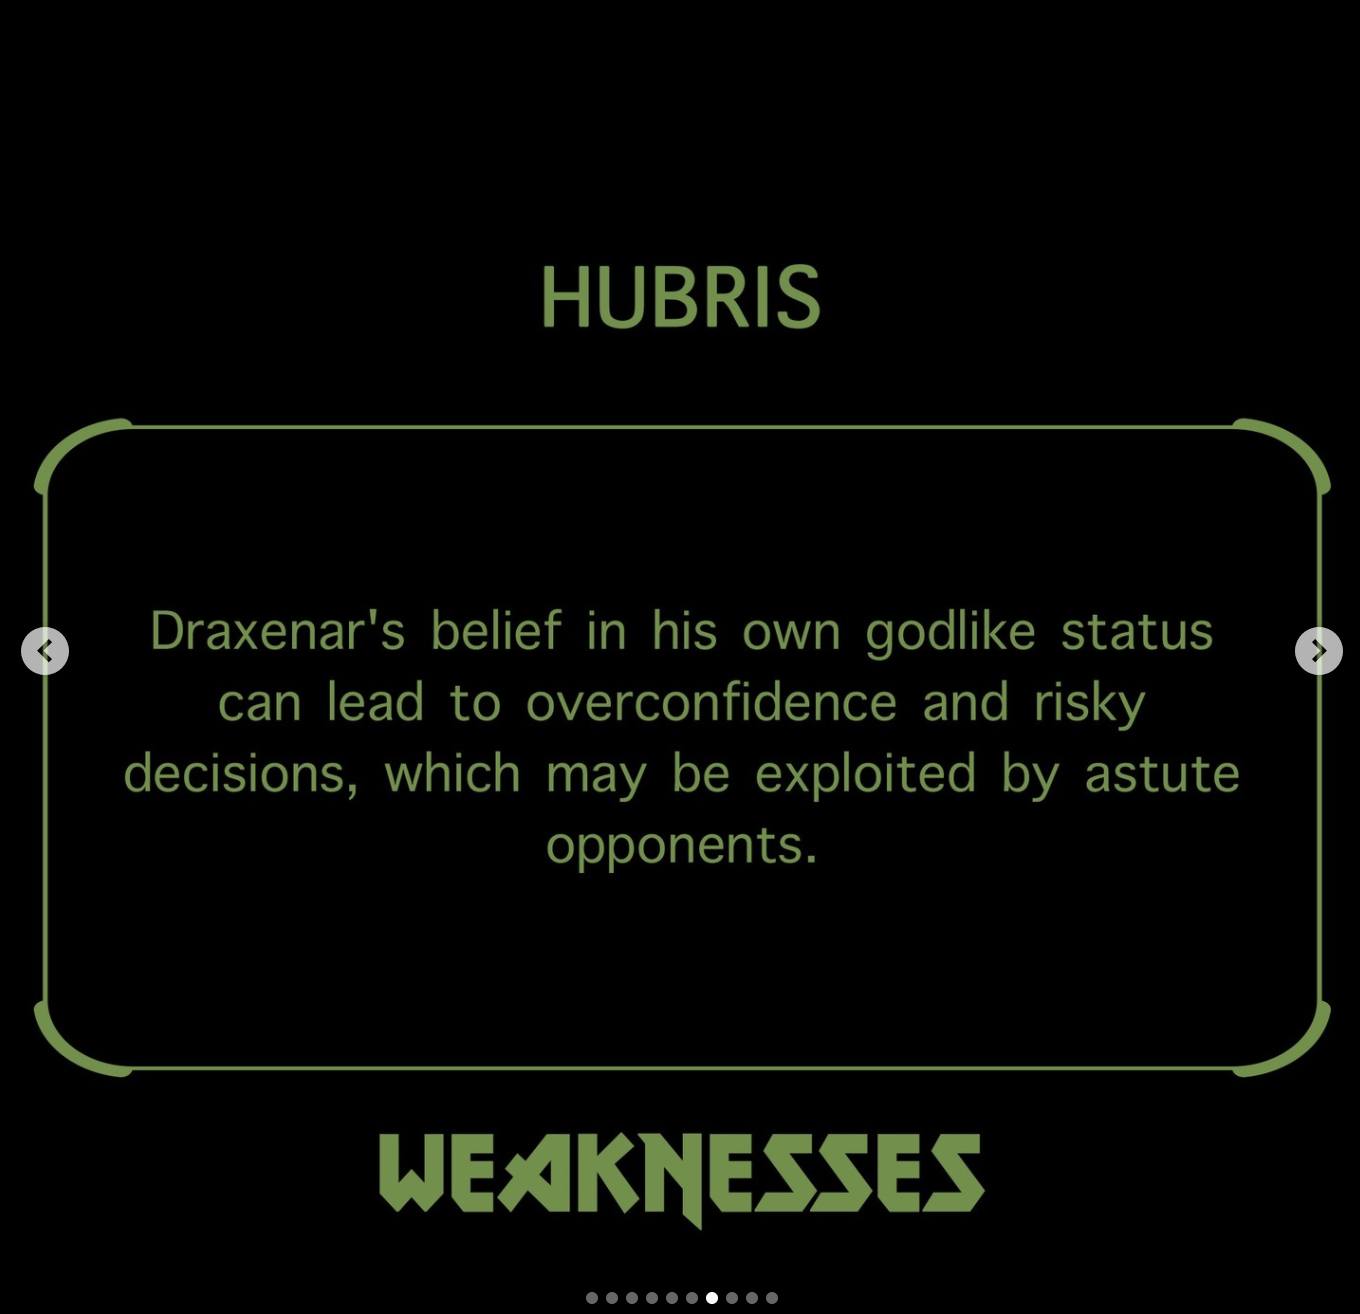 HUBRIS
Draxenar's belief in his own godlike status
can lead to overconfidence and risky
decisions, which may be exploited by astute
opponents.
WEAKNESSES